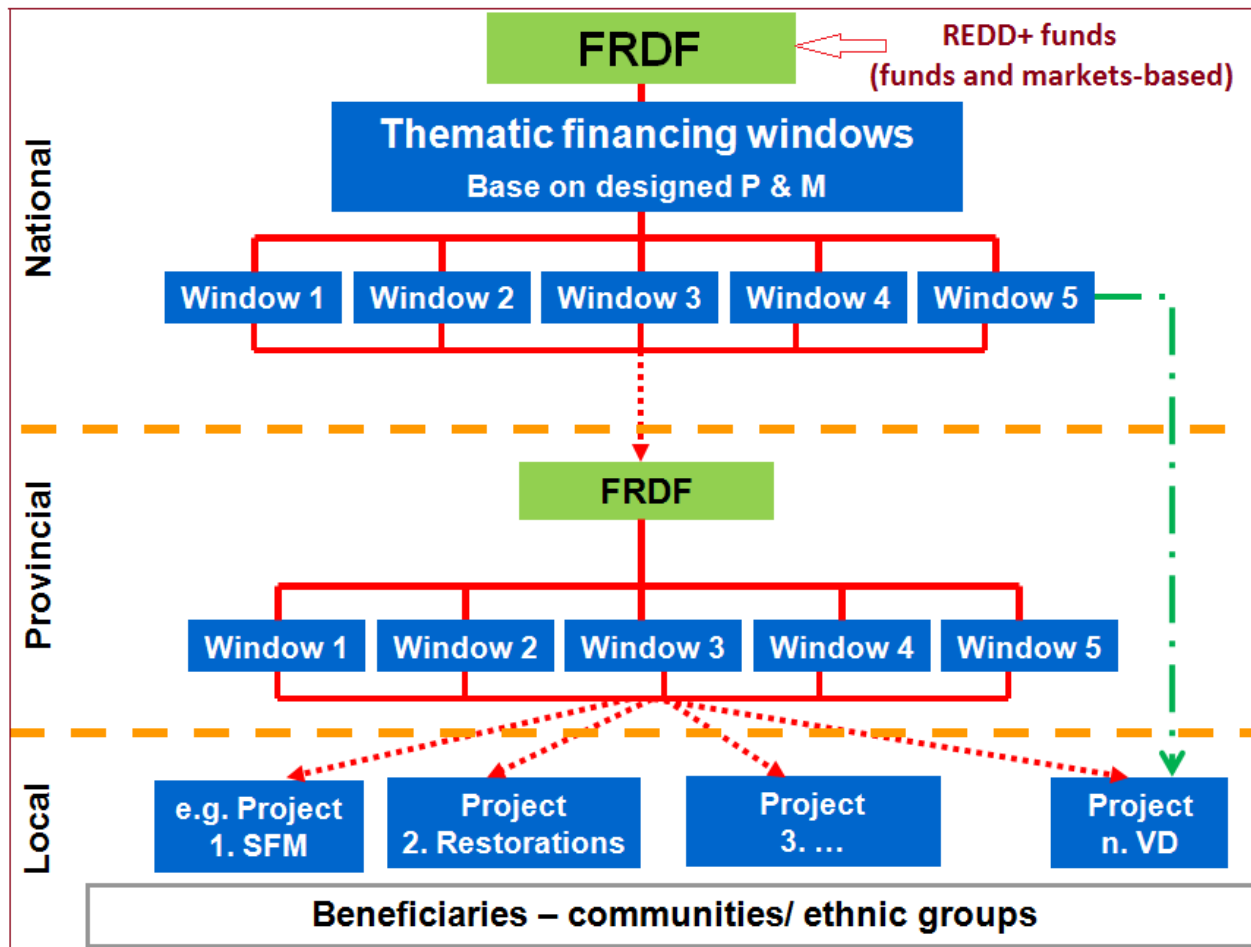 FRDF
REDD+ funds
(funds and markets-based)
National
Thematic financing windows
Base on designed P & M
Window 1
Window 2
Window 3
Window 4
Window 5
Provincial
FRDF
Window 1
Window 2
Window 3
Window 4
Window 5
Local
e.g. Project
1. SFM
Project
2. Restorations
Project
3. ...
Project
n. VD
Beneficiaries – communities/ ethnic groups